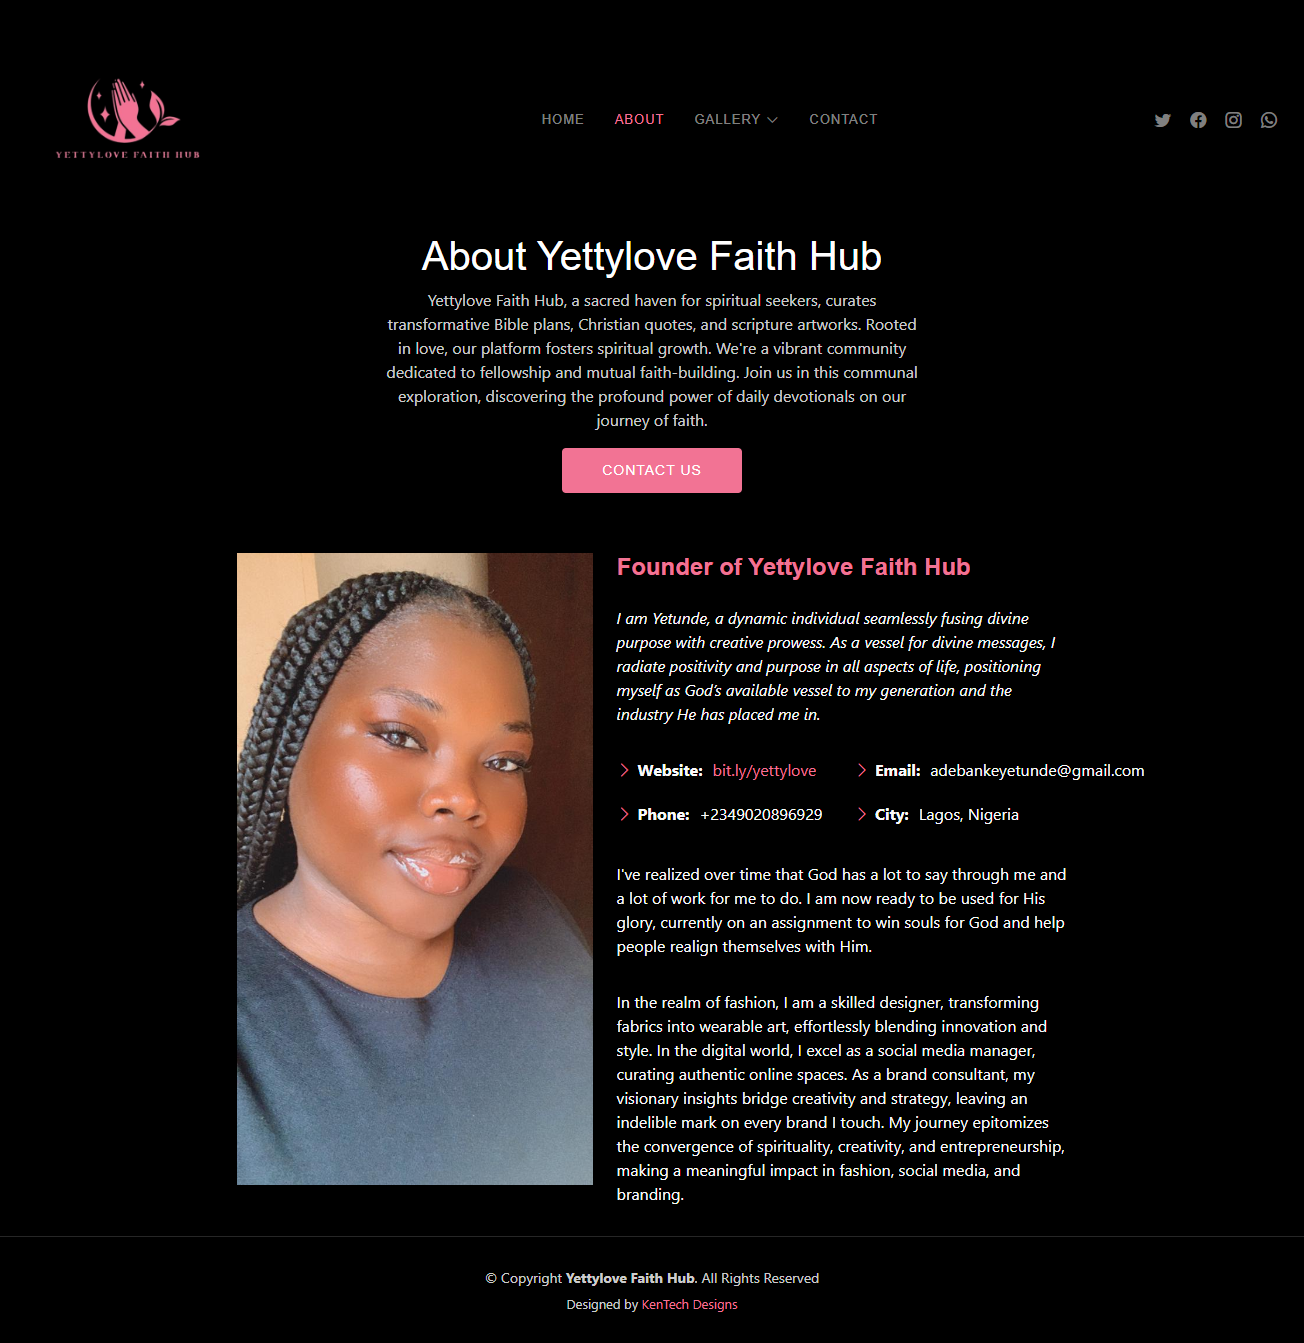 YETTYLOVE FAITH HUB
HOME ABOUT GALLERY CONTACT
About Yettylove Faith Hub
Yettylove Faith Hub, a sacred haven for spiritual seekers, curates
transformative Bible plans, Christian quotes, and scripture artworks. Rooted
in love, our platform fosters spiritual growth. We're a vibrant community
dedicated to fellowship and mutual faith-building. Join us in this communal
exploration, discovering the profound power of daily devotionals on our
journey of faith.
CONTACT US
Founder of Yettylove Faith Hub
I am Yetunde, a dynamic individual seamlessly fusing divine
purpose with creative prowess. As a vessel for divine messages, I
radiate positivity and purpose in all aspects of life, positioning
myself as God’s available vessel to my generation and the
industry He has placed me in.
Website: bit.ly/yettylove
Email: adebankeyetunde@gmail.com
Phone: +2349020896929
City: Lagos, Nigeria
I've realized over time that God has a lot to say through me and
a lot of work for me to do. I am now ready to be used for His
glory, currently on an assignment to win souls for God and help
people realign themselves with Him.
In the realm of fashion, I am a skilled designer, transforming
fabrics into wearable art, effortlessly blending innovation and
style. In the digital world, I excel as a social media manager,
curating authentic online spaces. As a brand consultant, my
visionary insights bridge creativity and strategy, leaving an
indelible mark on every brand I touch. My journey epitomizes
the convergence of spirituality, creativity, and entrepreneurship,
making a meaningful impact in fashion, social media, and
branding.
© Copyright Yettylove Faith Hub. All Rights Reserved
Designed by KenTech Designs